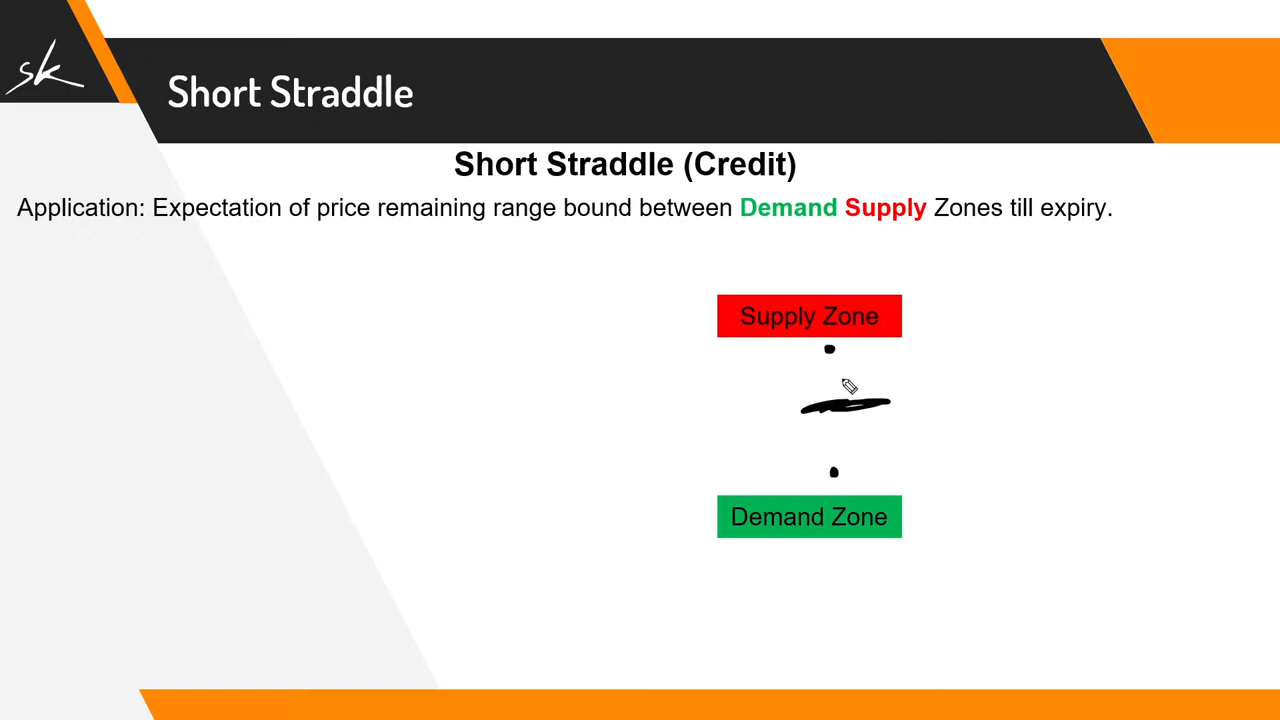 sk
Short Straddle
Short Straddle (Credit)
Application: Expectation of price remaining range bound between Demand Supply Zones till expiry.
Supply Zone
Demand Zone